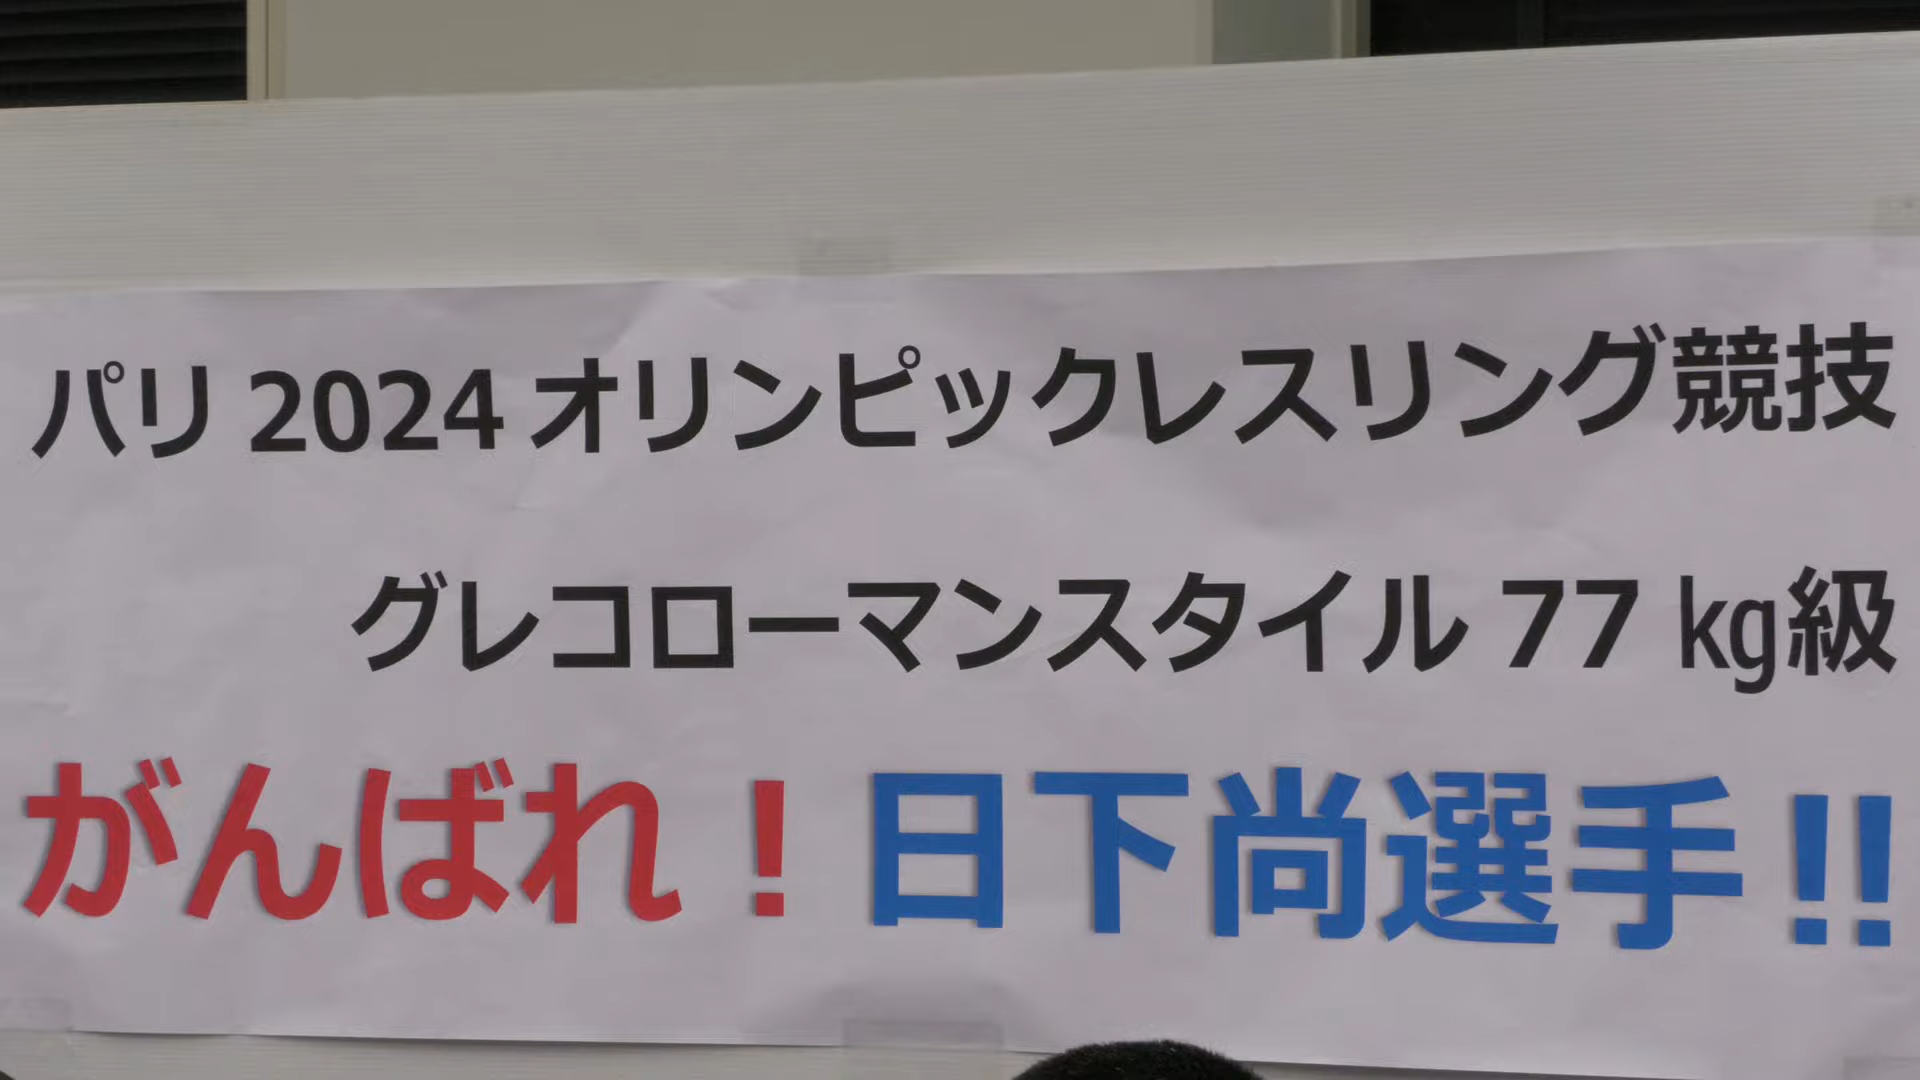 パリ 2024 オリンピックレスリング競技
グレコローマンスタイル 77 kg級
がんばれ！日下尚選手!!